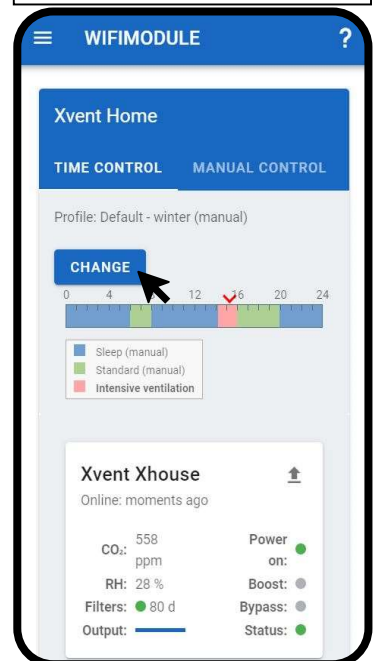 WIFIMODULE ?
Xvent Home
TIME CONTROL MANUAL CONTROL
Profile: Default - winter (manual)
CHANGE
0 4 8 12 16 20 24
Sleep (manual)
Standard (manual)
Intensive ventilation
Xvent Xhouse
Online: moments ago
CO₂: 558 ppm Power on:
RH: 28 % Boost:
Filters: 80 d Bypass:
Output: Status: